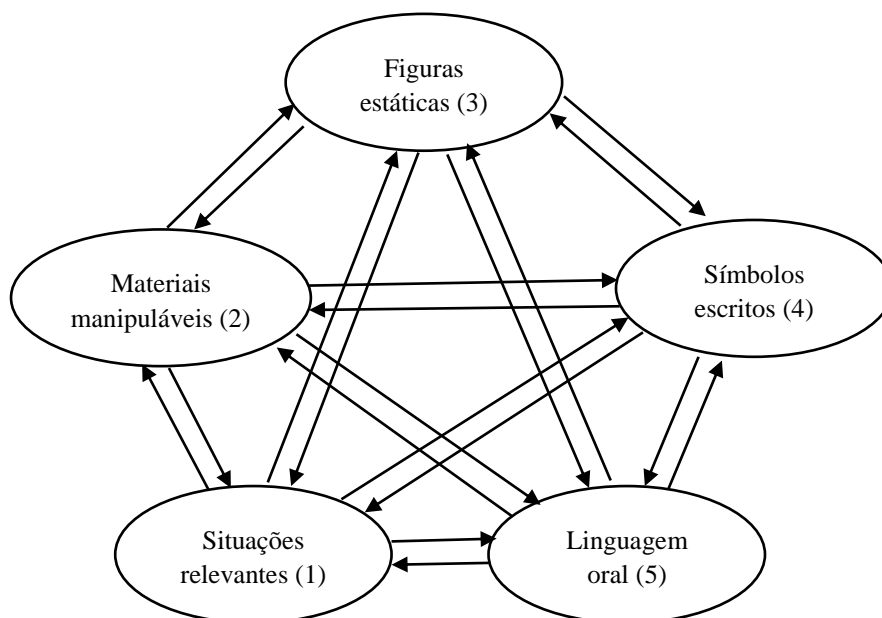 Figuras
estáticas (3)
Materiais
manipuláveis (2)
Símbolos
escritos (4)
Situações
relevantes (1)
Linguagem
oral (5)